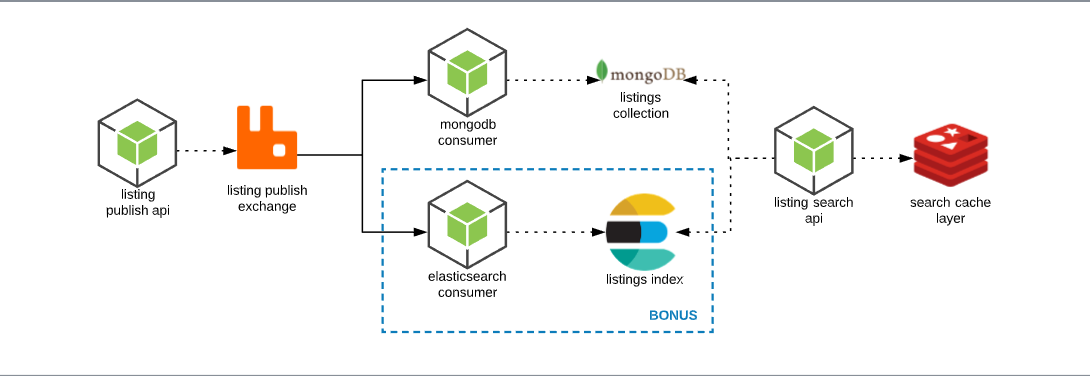 listing
publish api
listing publish
exchange
mongodb
consumer
mongoDB
listings
collection
elasticsearch
consumer
listings index
BONUS
listing search
api
search cache
layer